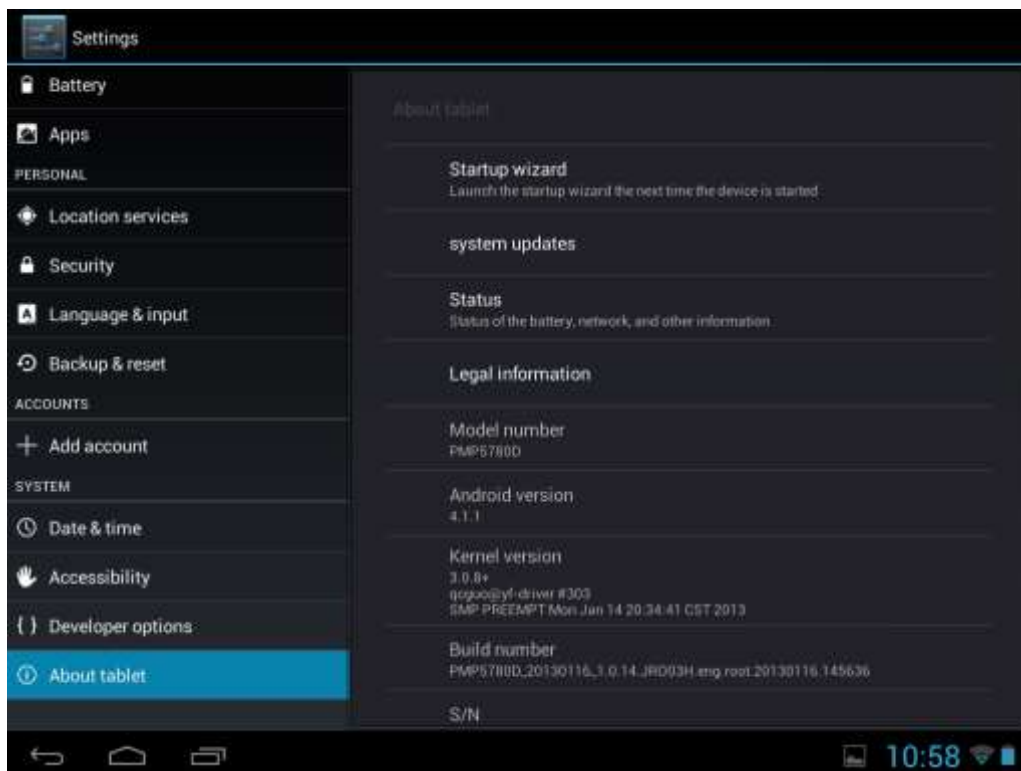 Settings
Battery
Apps
PERSONAL
Location services
Security
Language & input
Backup & reset
ACCOUNTS
Add account
SYSTEM
Date & time
Accessibility
{ } Developer options
About tablet
About tablet
Startup wizard
Launch the startup wizard the next time the device is started
system updates
Status
Status of the battery, network, and other information
Legal information
Model number
PMP5780D
Android version
4.1.1
Kernel version
3.0.8+
qcguo@yf-driver #303
SMP PREEMPT Mon Jan 14 20:34:41 CST 2013
Build number
PMP5780D_20130116_1.0.14.JRO03H.eng.root.20130116.145636
S/N
10:58